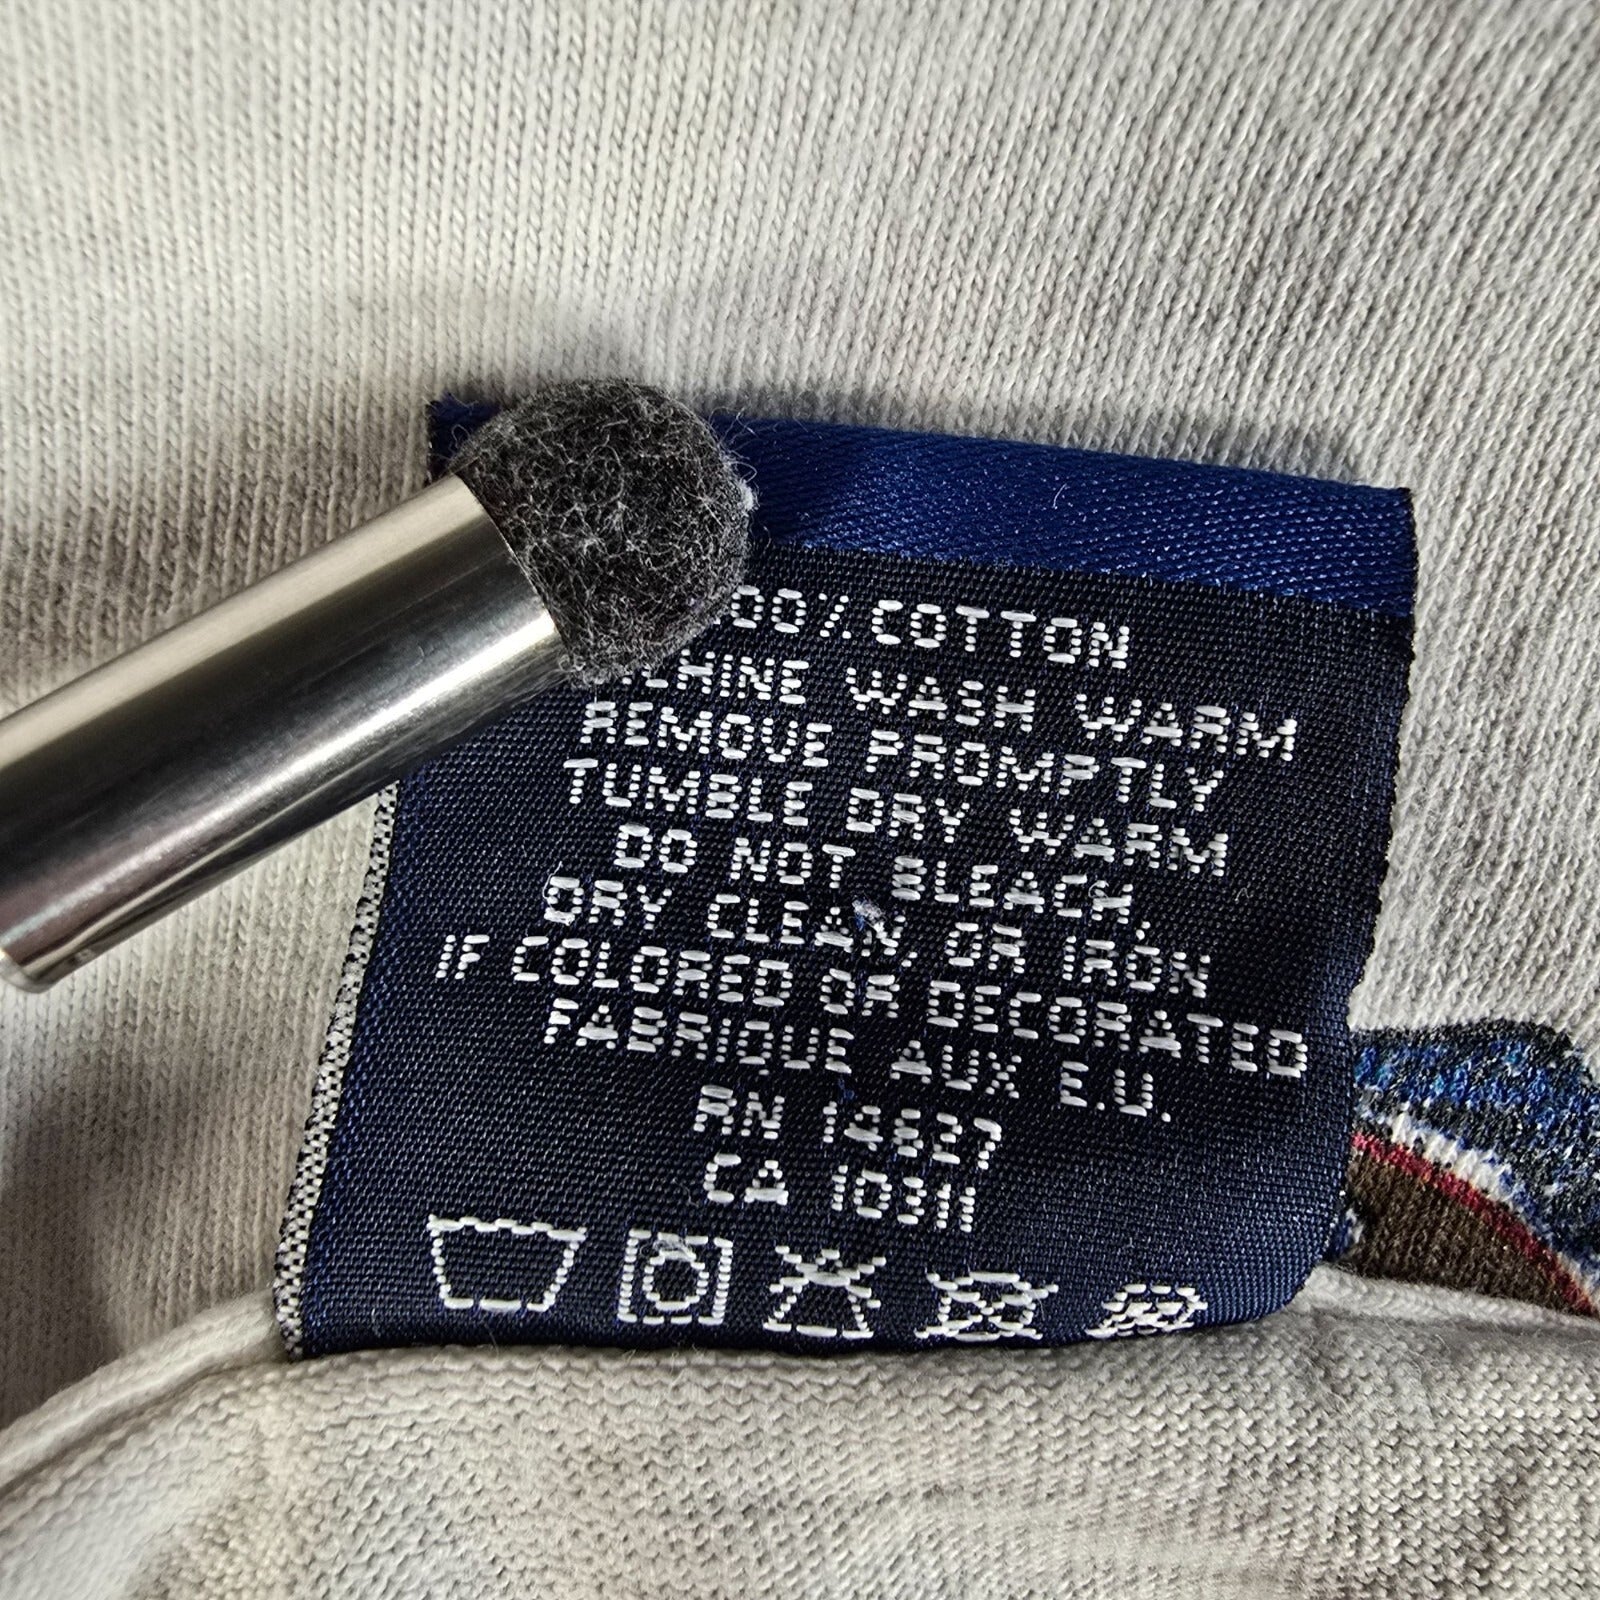 00% COTTON
CHINE WASH WARM
REMOVE PROMPTLY
TUMBLE DRY WARM
DO NOT BLEACH,
DRY CLEAN, OR IRON
IF COLORED OR DECORATED
FABRIQUE AUX E.U.
RN 14627
CA 10311